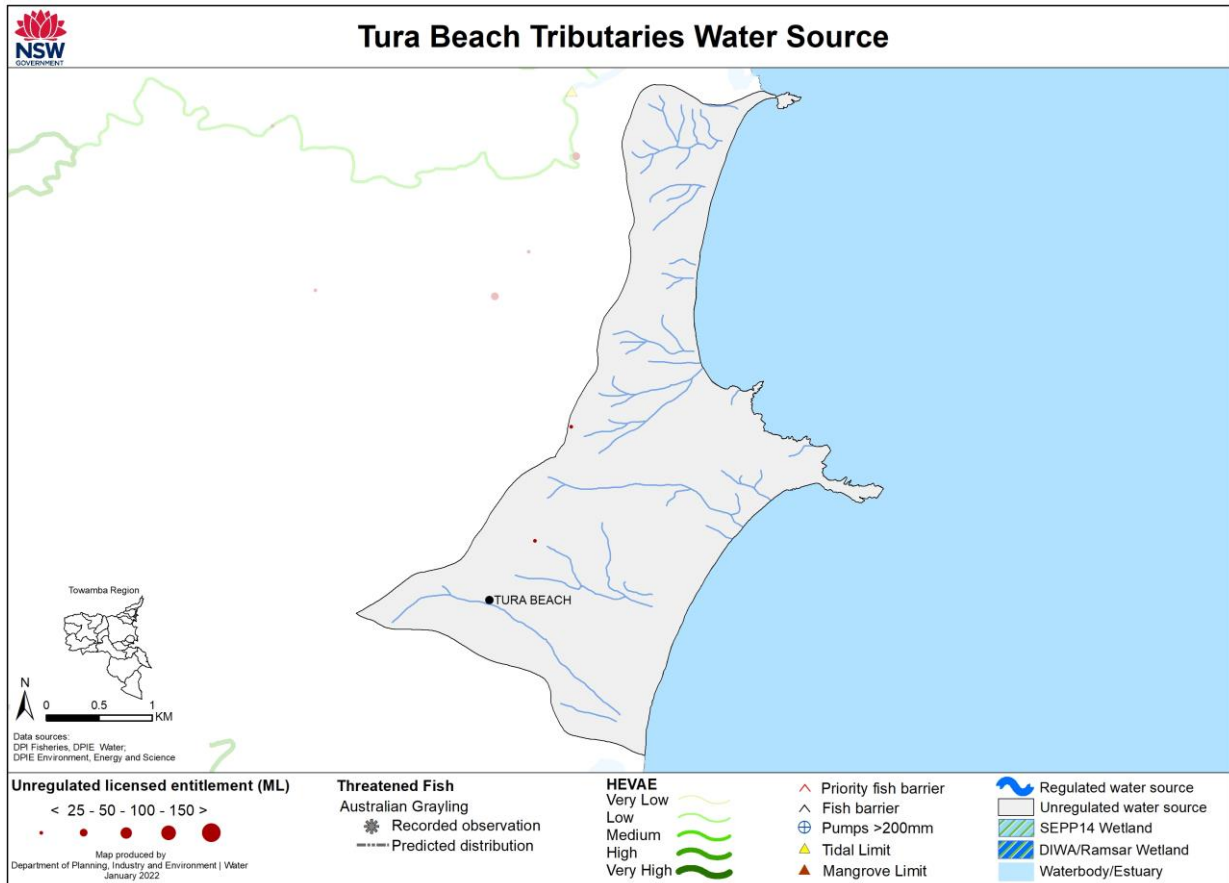 NSW
GOVERNMENT
Tura Beach Tributaries Water Source
TURA BEACH
Towamba Region
N
0 0.5 1
KM
Data sources:
DPI Fisheries, DPIE Water;
DPIE Environment, Energy and Science
Unregulated licensed entitlement (ML)
< 25 - 50 - 100 - 150 >
Map produced by
Department of Planning, Industry and Environment | Water
January 2022
Threatened Fish
Australian Grayling
Recorded observation
Predicted distribution
HEVAE
Very Low
Low
Medium
High
Very High
Priority fish barrier
Fish barrier
Pumps >200mm
Tidal Limit
Mangrove Limit
Regulated water source
Unregulated water source
SEPP14 Wetland
DIWA/Ramsar Wetland
Waterbody/Estuary